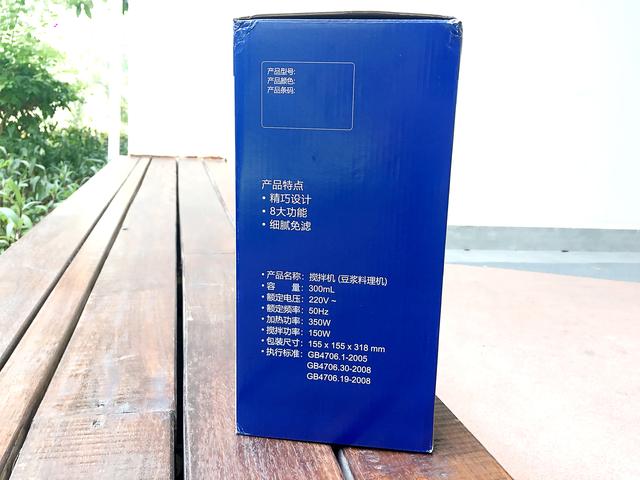 产品型号:
产品颜色:
产品条码:
产品特点
• 精巧设计
• 8大功能
• 细腻免滤
• 产品名称: 搅拌机 (豆浆料理机)
• 容 量: 300mL
• 额定电压: 220V ~
• 额定频率: 50Hz
• 加热功率: 350W
• 搅拌功率: 150W
• 包装尺寸: 155 x 155 x 318 mm
• 执行标准: GB4706.1-2005
GB4706.30-2008
GB4706.19-2008